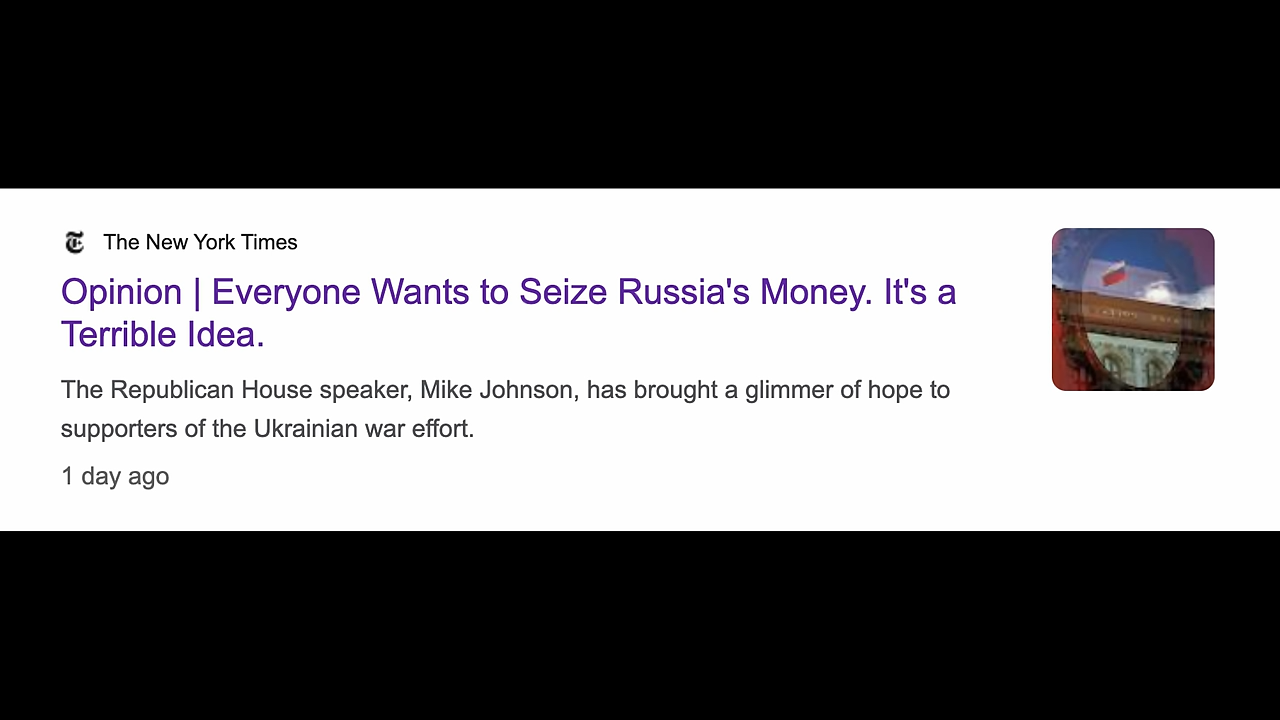 The New York Times
Opinion | Everyone Wants to Seize Russia's Money. It's a
Terrible Idea.
The Republican House speaker, Mike Johnson, has brought a glimmer of hope to
supporters of the Ukrainian war effort.
1 day ago